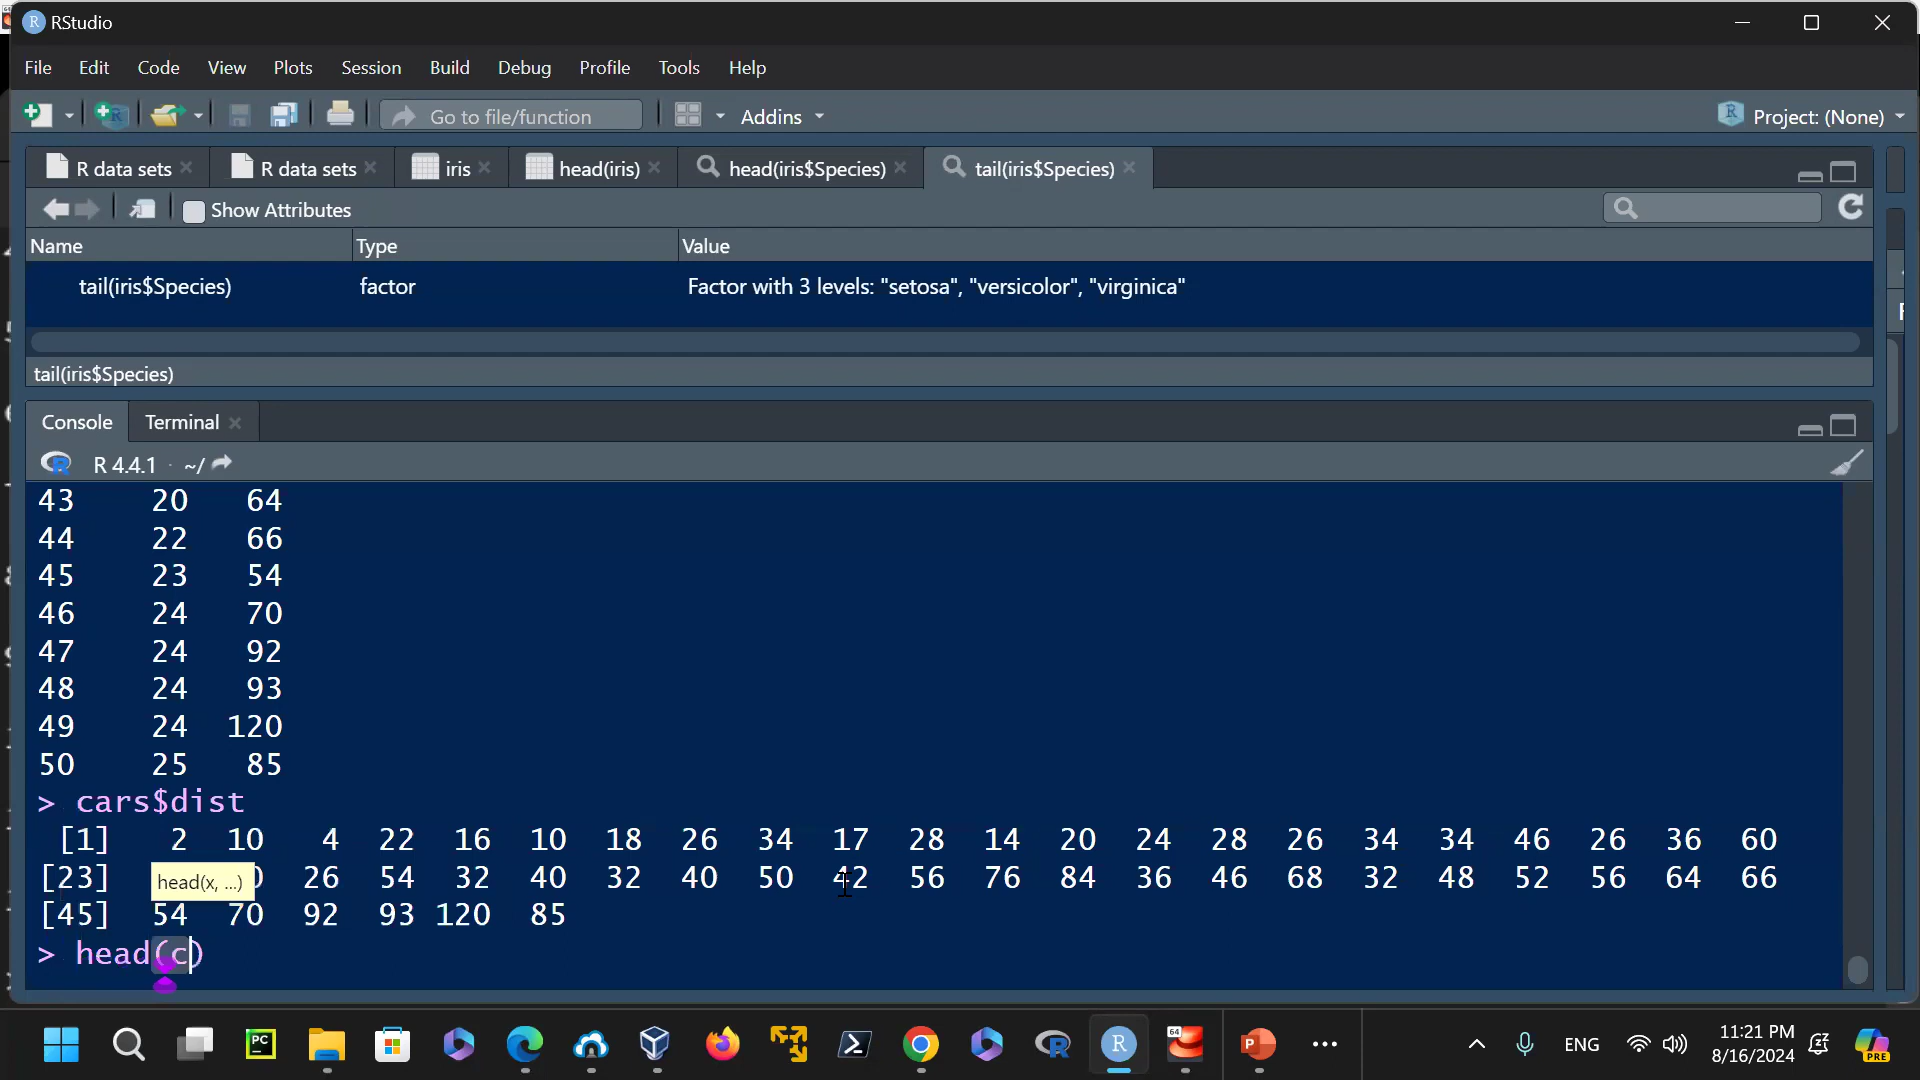 RStudio
File Edit Code View Plots Session Build Debug Profile Tools Help
Go to file/function Addins Project: (None)
R data sets R data sets iris head(iris) head(iris$Species) tail(iris$Species)
Show Attributes
Name Type Value
tail(iris$Species) factor Factor with 3 levels: "setosa", "versicolor", "virginica"
tail(iris$Species)
Console Terminal
R 4.4.1 · ~/
43 20 64
44 22 66
45 23 54
46 24 70
47 24 92
48 24 93
49 24 120
50 25 85
> cars$dist
[1] 2 10 4 22 16 10 18 26 34 17 28 14 20 24 28 26 34 34 46 26 36 60
[23] head(x, ...) 26 54 32 40 32 40 50 42 56 76 84 36 46 68 32 48 52 56 64 66
[45] 54 70 92 93 120 85
> head(c)
ENG 11:21 PM
8/16/2024